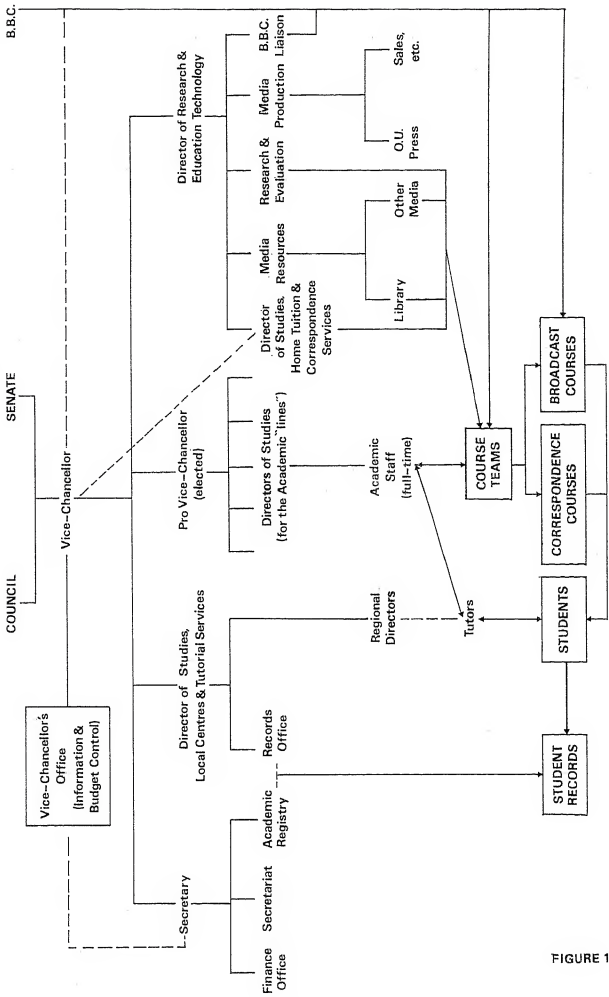 COUNCIL
SENATE
B.B.C.
Vice-Chancellor's
Office
(Information &
Budget Control)
Vice-Chancellor
Secretary
Director of Studies,
Local Centres & Tutorial Services
Pro Vice-Chancellor
(elected)
Director of Research &
Education Technology
Finance
Office
Secretariat
Academic
Registry
Records
Office
Regional
Directors
Tutors
Directors of Studies
(for the Academic "lines")
Academic
Staff
(full-time)
Director
of Studies,
Home Tuition &
Correspondence
Services
Media
Resources
Research &
Evaluation
Media
Production
B.B.C.
Liaison
Library
Other
Media
O.U.
Press
Sales,
etc.
COURSE
TEAMS
STUDENT
RECORDS
STUDENTS
CORRESPONDENCE
COURSES
BROADCAST
COURSES
FIGURE 1